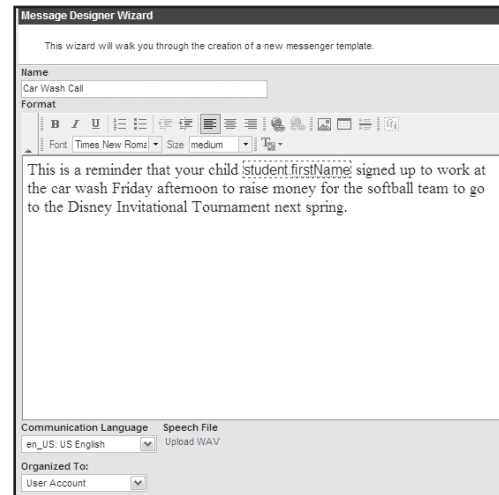 Message Designer Wizard
This wizard will walk you through the creation of a new messenger template.
Name
Car Wash Call
Format
B I U
Font Times New Roma Size medium
This is a reminder that your child student.firstName signed up to work at
the car wash Friday afternoon to raise money for the softball team to go
to the Disney Invitational Tournament next spring.
Communication Language Speech File
en_US: US English Upload WAV
Organized To:
User Account